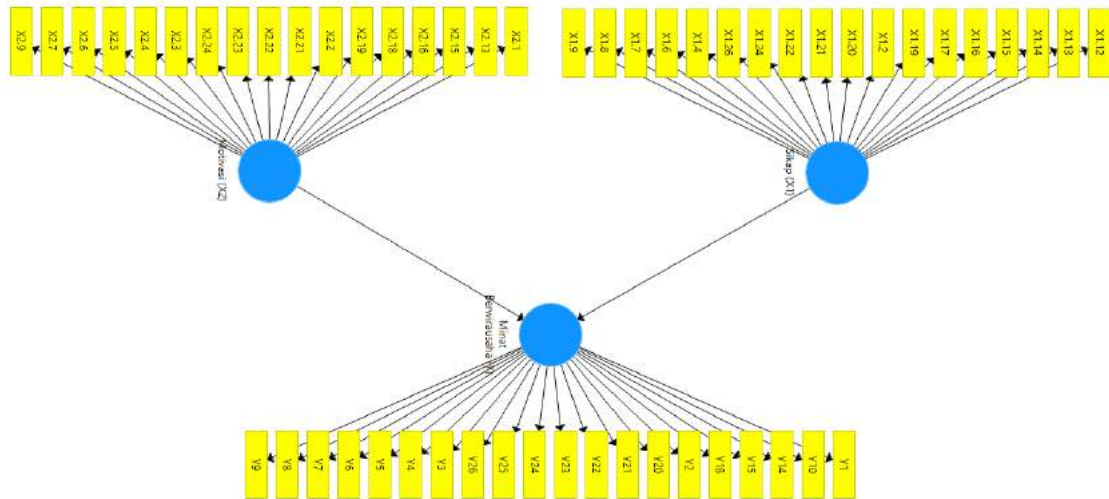 X2.9
X2.7
X2.6
X2.5
X2.4
X2.3
X2.24
X2.23
X2.22
X2.21
X2.2
X2.19
X2.18
X2.16
X2.15
X2.13
X2.1
X1.9
X1.8
X1.7
X1.6
X1.4
X1.26
X1.24
X1.22
X1.21
X1.20
X1.2
X1.19
X1.17
X1.16
X1.15
X1.14
X1.13
X1.12
Motivasi (X2)
Sikap (X1)
Minat
Berwirausaha (Y)
Y9
Y8
Y7
Y6
Y5
Y4
Y3
Y26
Y25
Y24
Y23
Y22
Y21
Y20
Y2
Y18
Y15
Y14
Y10
Y1